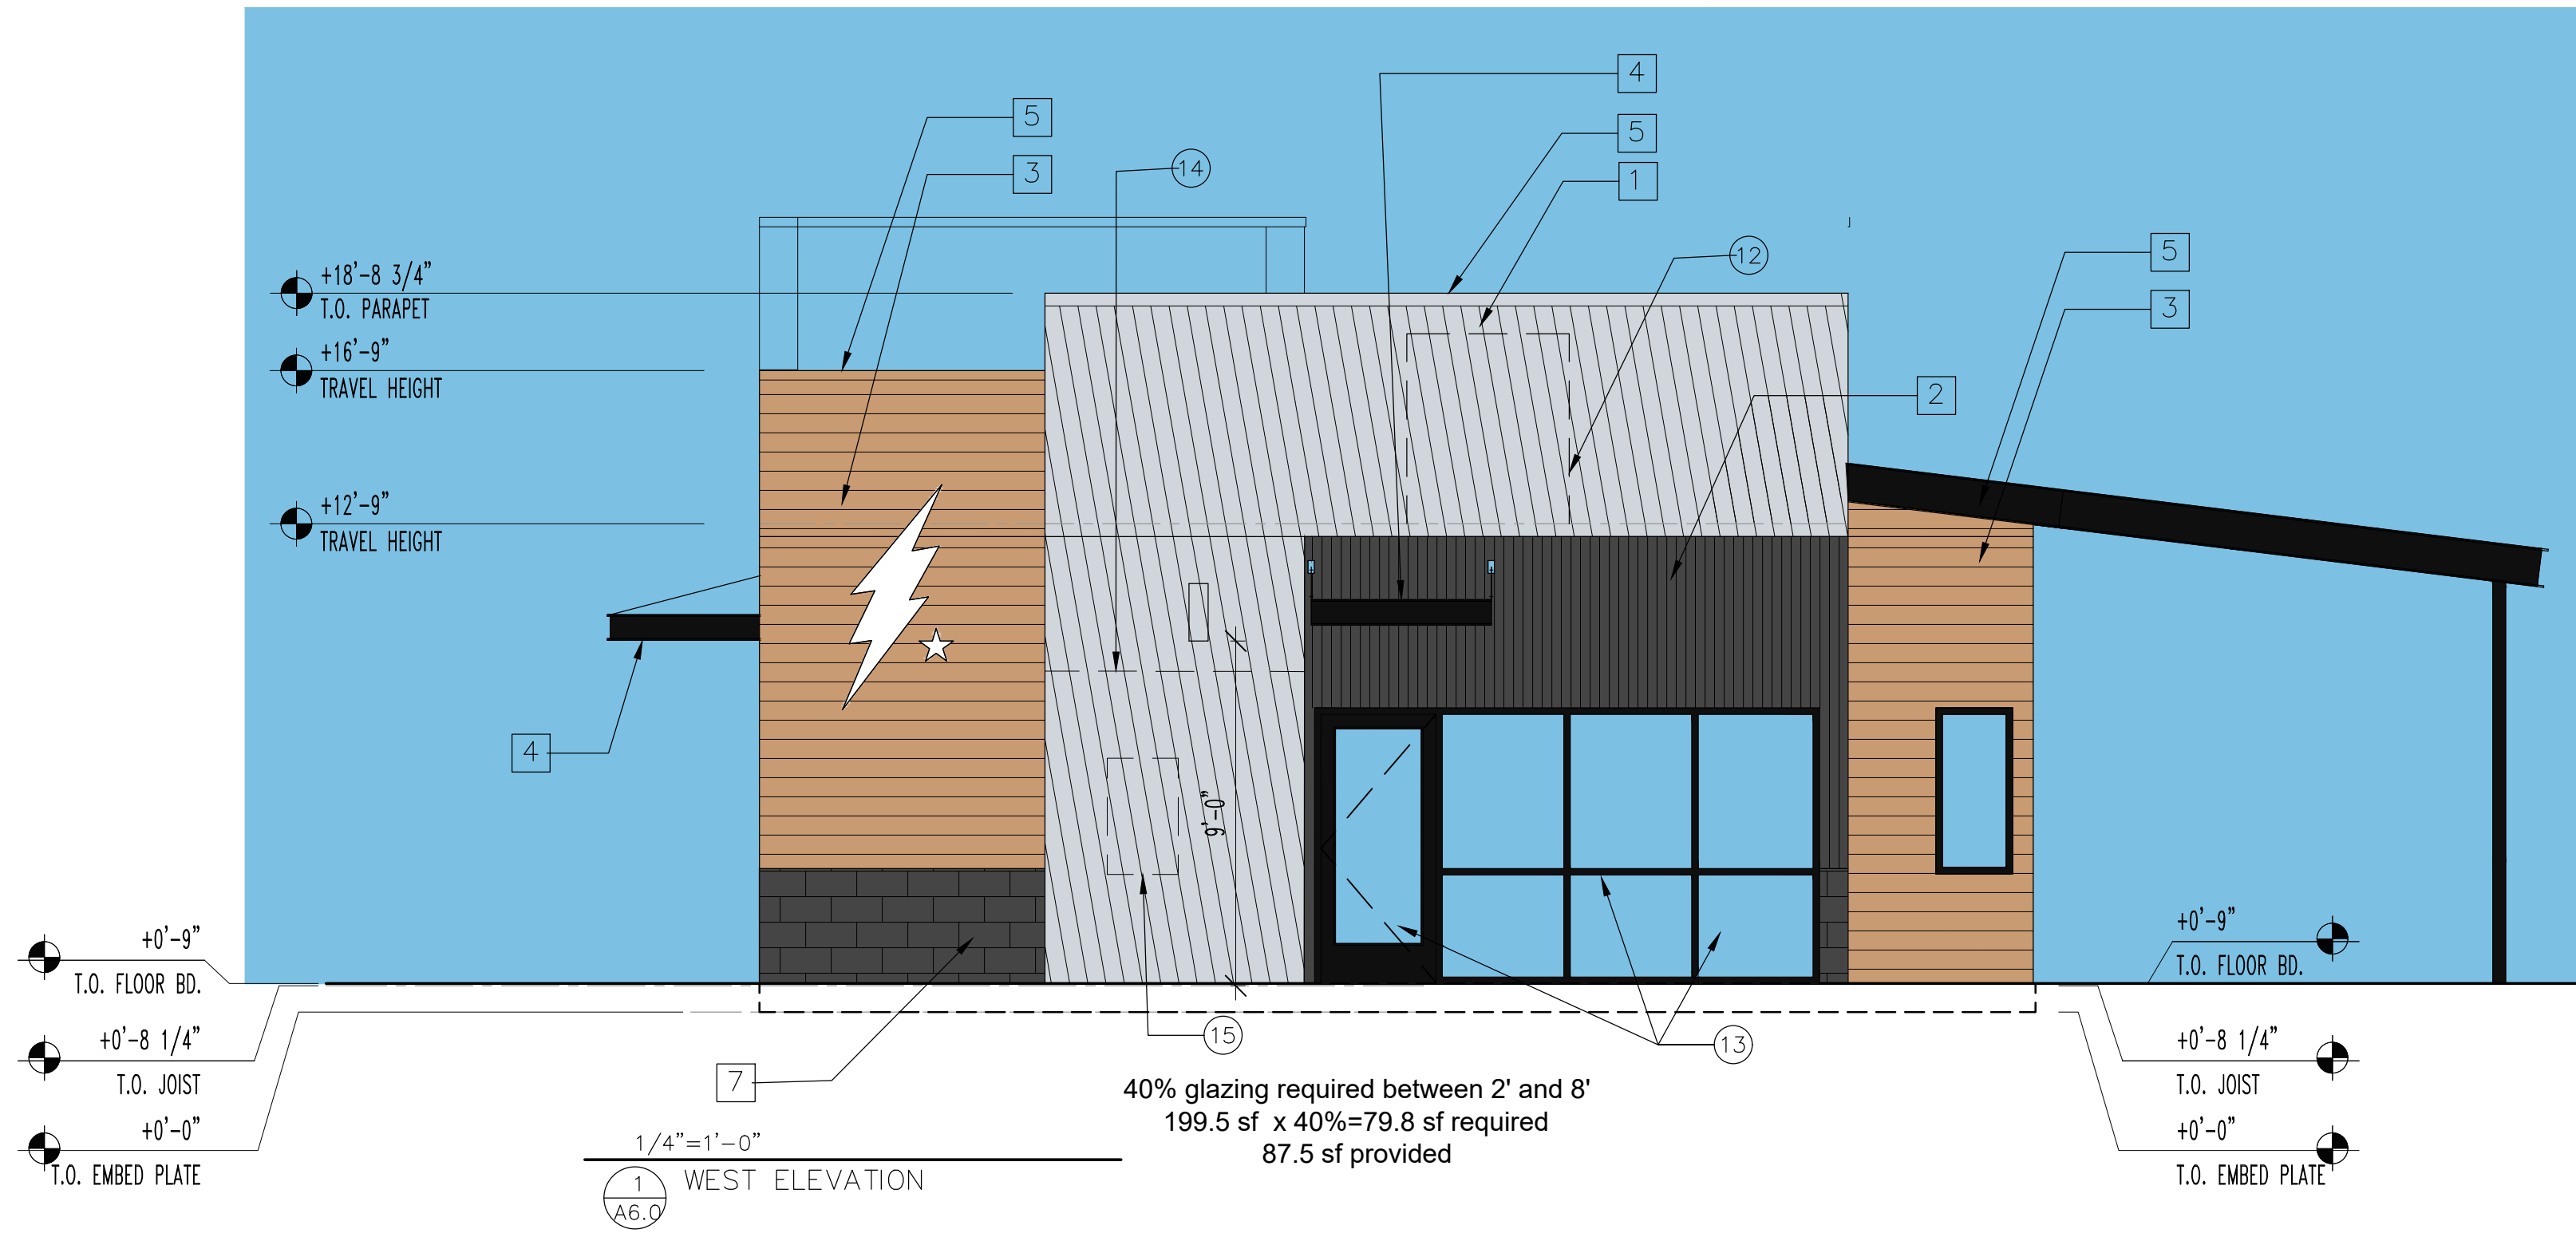 4
5
5
14
3
1
12
5
+18'-8 3/4"
T.O. PARAPET
3
+16'-9"
TRAVEL HEIGHT
2
+12'-9"
TRAVEL HEIGHT
4
9'-0"
+0'-9"
T.O. FLOOR BD.
+0'-9"
T.O. FLOOR BD.
+0'-8 1/4"
T.O. JOIST
15
13
+0'-8 1/4"
T.O. JOIST
7
40% glazing required between 2' and 8'
199.5 sf x 40%=79.8 sf required
87.5 sf provided
+0'-0"
T.O. EMBED PLATE
+0'-0"
T.O. EMBED PLATE
1/4"=1'-0"
1
A6.0
WEST ELEVATION